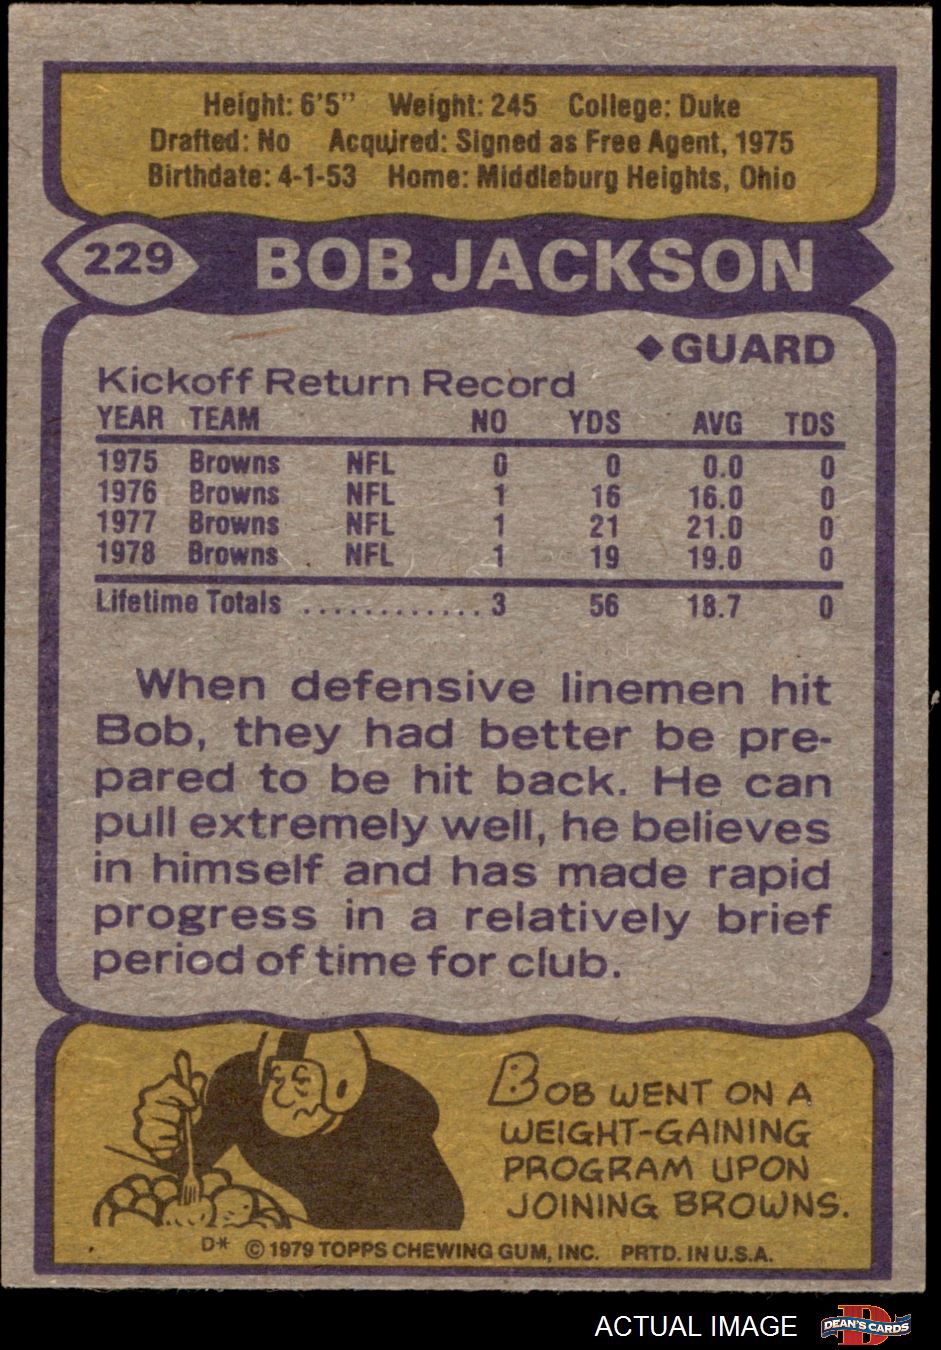 Height: 6'5" Weight: 245 College: Duke
Drafted: No Acquired: Signed as Free Agent, 1975
Birthdate: 4-1-53 Home: Middleburg Heights, Ohio
229 BOB JACKSON
◆GUARD
Kickoff Return Record
YEAR TEAM NO YDS AVG TDS
1975 Browns NFL 0 0 0.0 0
1976 Browns NFL 1 16 16.0 0
1977 Browns NFL 1 21 21.0 0
1978 Browns NFL 1 19 19.0 0
Lifetime Totals ............. 3 56 18.7 0
When defensive linemen hit
Bob, they had better be pre-
pared to be hit back. He can
pull extremely well, he believes
in himself and has made rapid
progress in a relatively brief
period of time for club.
BOB WENT ON A
WEIGHT-GAINING
PROGRAM UPON
JOINING BROWNS.
D* © 1979 TOPPS CHEWING GUM, INC. PRTD. IN U.S.A.
ACTUAL IMAGE
D
DEAN'S CARDS